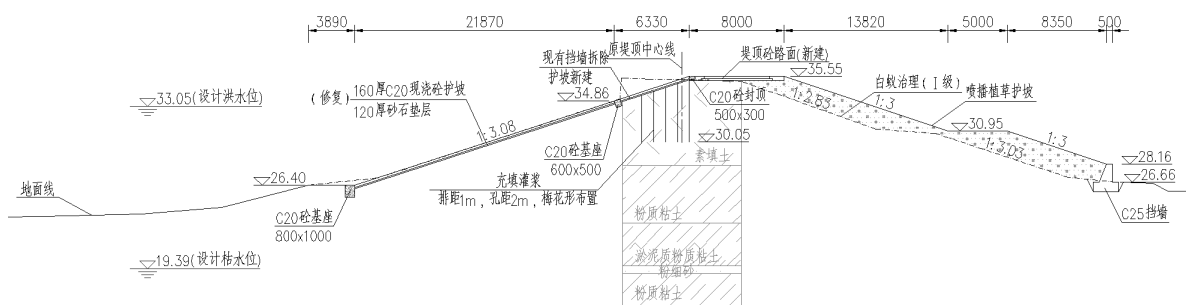 3890
21870
6330
8000
13820
5000
8350
500
原堤顶中心线
堤顶砼路面(新建)
现有挡墙拆除
护坡新建
35.55
白蚁治理(Ⅰ级)
33.05(设计洪水位)
(修复)
160厚C20现浇砼护坡
120厚砂石垫层
34.86
C20砼封顶
500x300
1:2.85
1:3
喷播植草护坡
1:3.08
30.05
30.95
C20砼基座
600x500
素填土
1:3.03
1:3
28.16
26.40
26.66
地面线
充填灌浆
排距1m，孔距2m，梅花形布置
C20砼基座
800x1000
粉质粘土
C25挡墙
19.39(设计枯水位)
淤泥质粉质粘土
粉细砂
粉质粘土